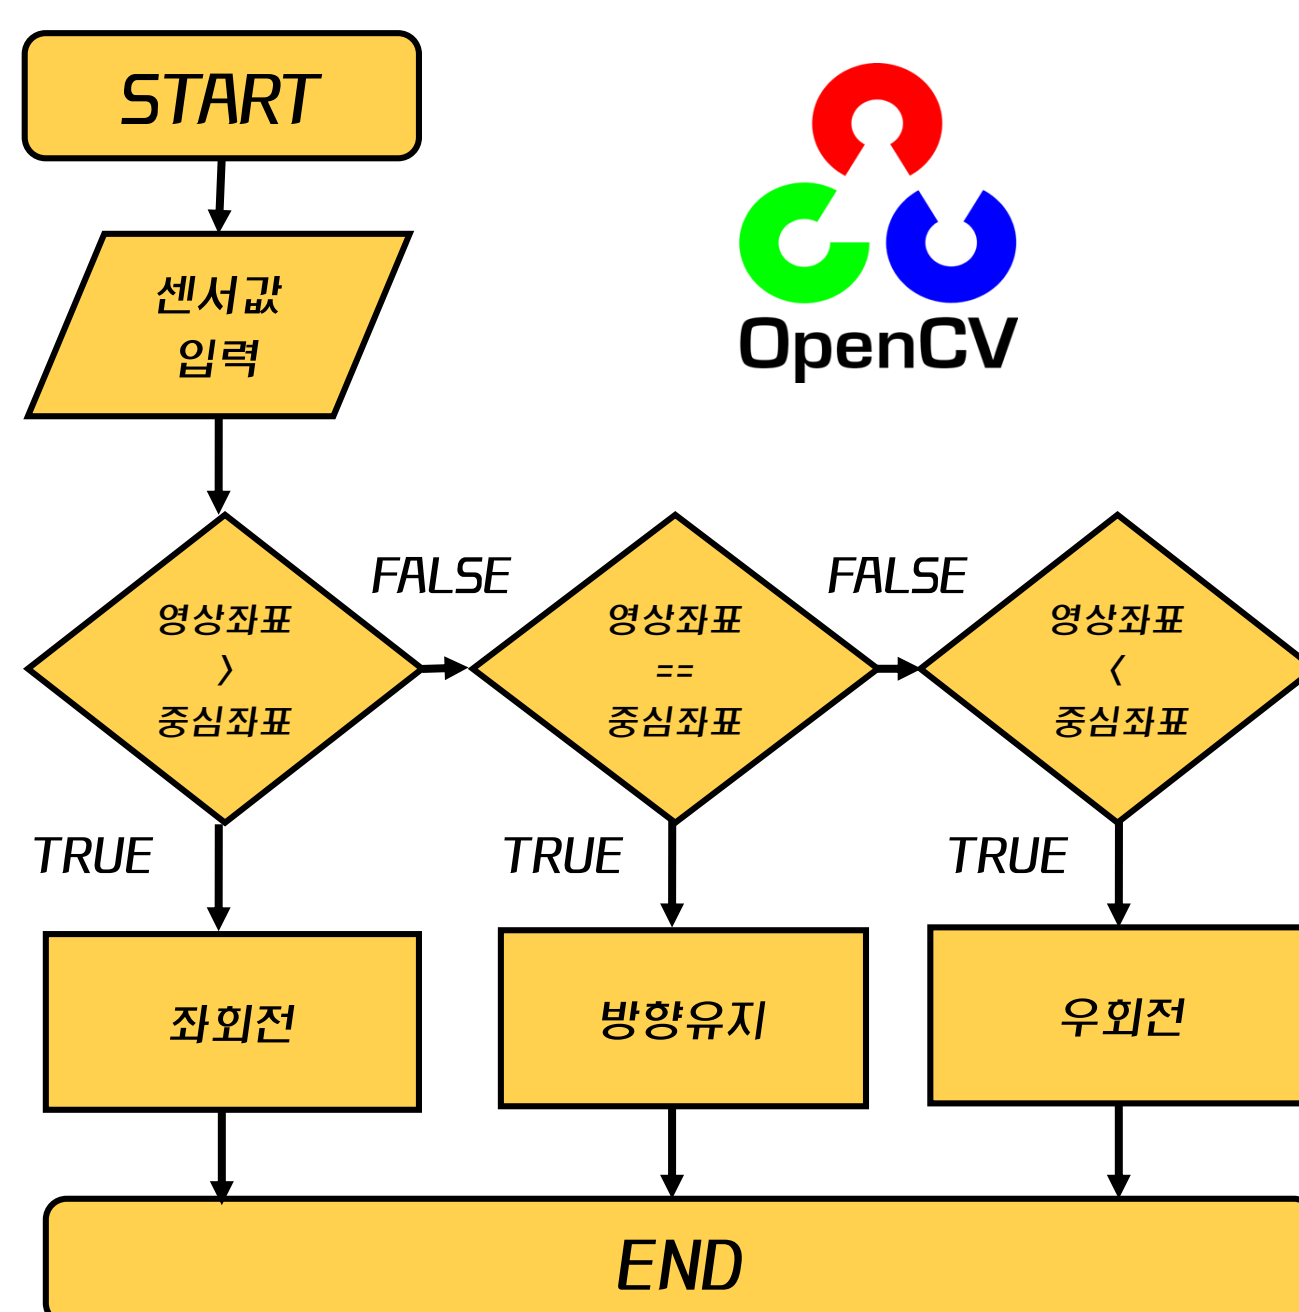 START
센서값
입력
OpenCV
영상좌표
>
중심좌표
FALSE
영상좌표
==
중심좌표
FALSE
영상좌표
<
중심좌표
TRUE
TRUE
TRUE
좌회전
방향유지
우회전
END